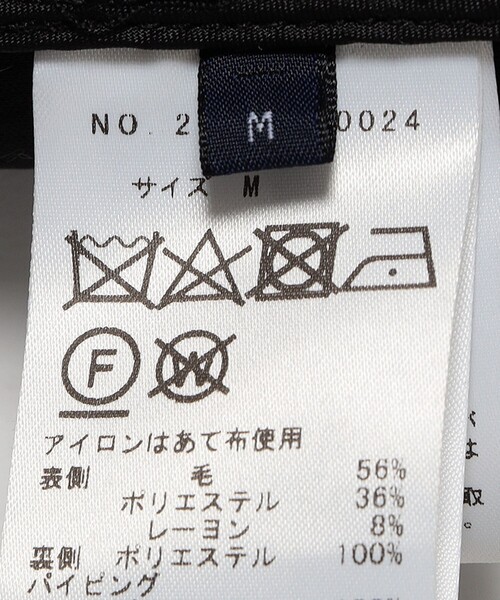 NO. 2
M
0024
サイズ M
F
W
アイロンはあて布使用
表側 毛 56%
ポリエステル 36%
レーヨン 8%
裏側 ポリエステル 100%
パイピング
は
取
。